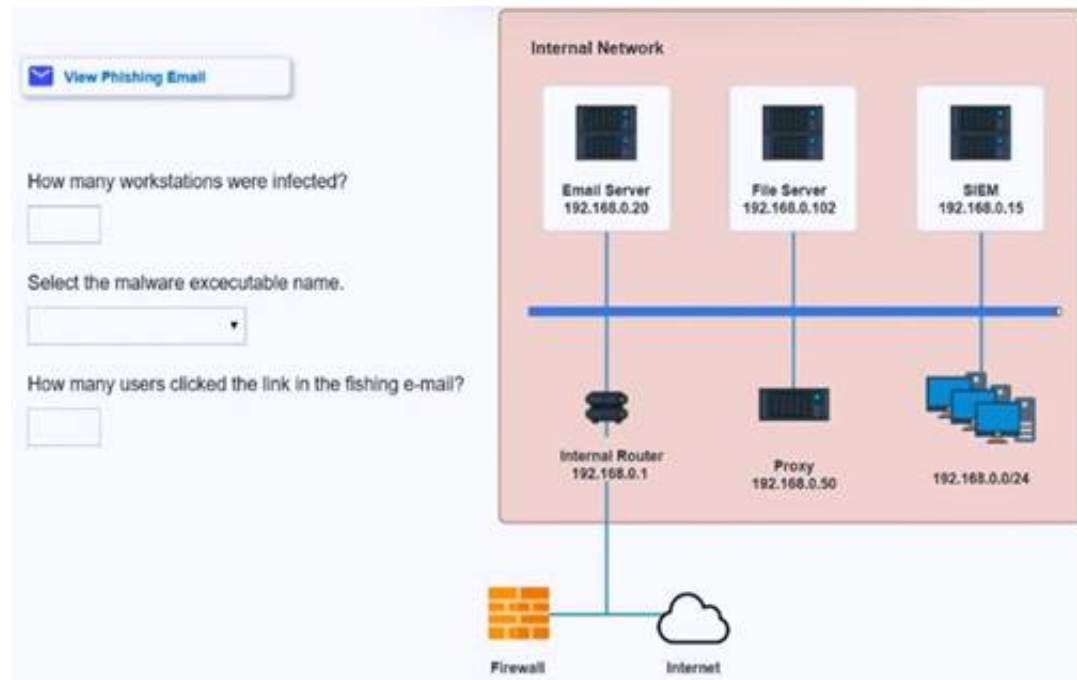 View Phishing Email
How many workstations were infected?
Select the malware excecutable name.
How many users clicked the link in the fishing e-mail?
Internal Network
Email Server
192.168.0.20
File Server
192.168.0.102
SIEM
192.168.0.15
Internal Router
192.168.0.1
Proxy
192.168.0.50
192.168.0.0/24
Firewall
Internet